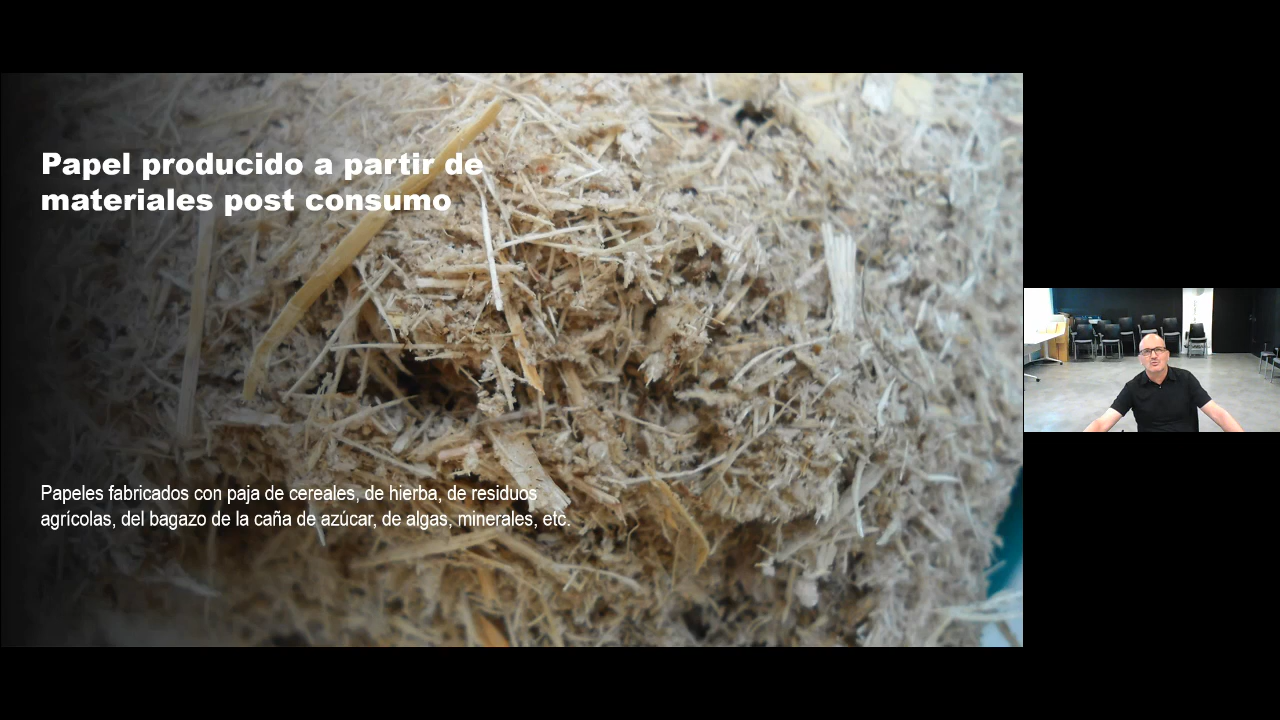 Papel producido a partir de
materiales post consumo
Papeles fabricados con paja de cereales, de hierba, de residuos
agrícolas, del bagazo de la caña de azúcar, de algas, minerales, etc.